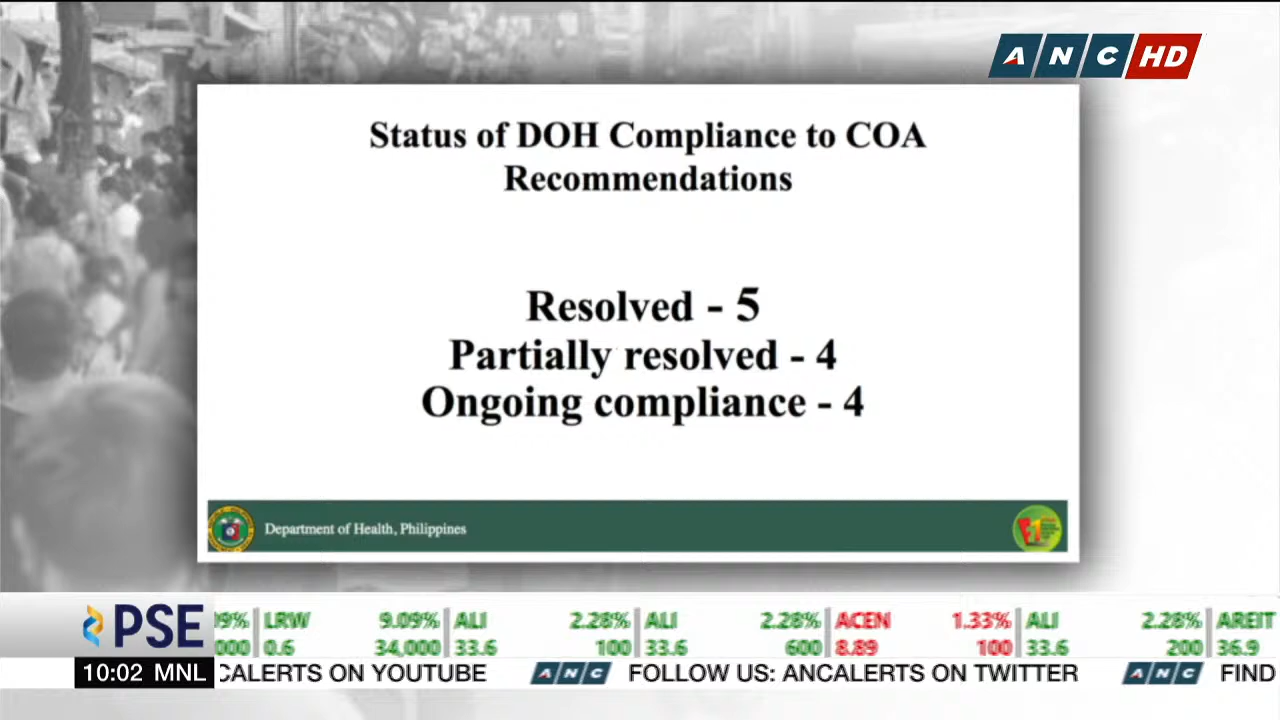 ANC HD
Status of DOH Compliance to COA
Recommendations
Resolved - 5
Partially resolved - 4
Ongoing compliance - 4
Department of Health, Philippines
PSE
09% LRW 9.09% ALI 2.28% ALI 2.28% ACEN 1.33% ALI 2.28% AREIT
000 0.6 34,000 33.6 100 33.6 600 8.89 100 33.6 200 36.9
10:02 MNL CALERTS ON YOUTUBE ANC FOLLOW US: ANCALERTS ON TWITTER ANC FIND